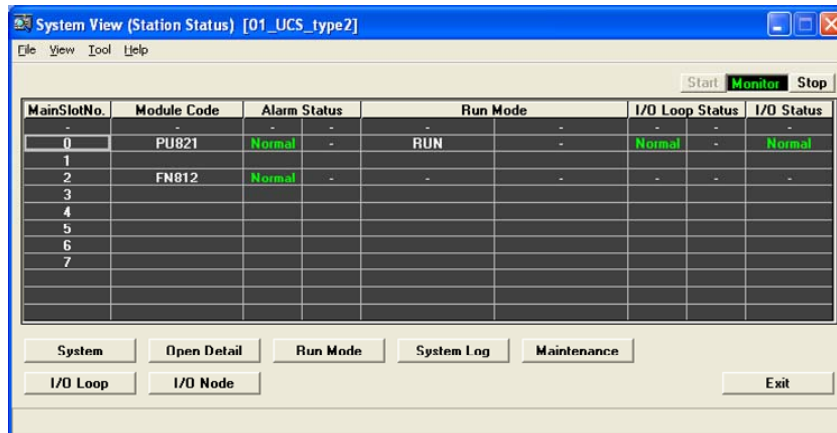 System View (Station Status) [01_UCS_type2]
File View Tool Help
Start Monitor Stop
MainSlotNo. Module Code Alarm Status Run Mode I/O Loop Status I/O Status
- - - - - - - - -
0 PU821 Normal - RUN - Normal - Normal
1
2 FN812 Normal - - - - - -
3
4
5
6
7
System Open Detail Run Mode System Log Maintenance
I/O Loop I/O Node Exit